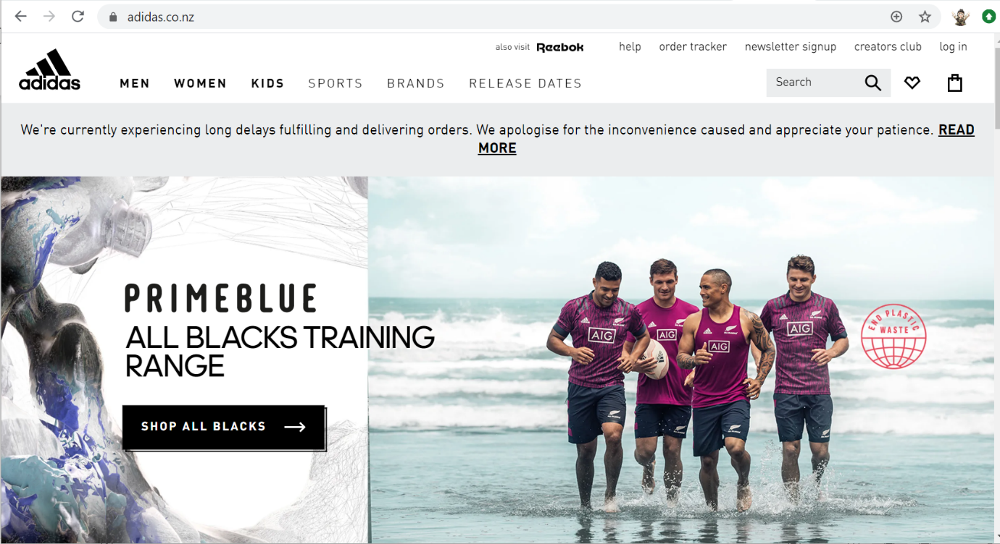 adidas.co.nz
also visit Reebok help order tracker newsletter signup creators club log in
adidas
MEN WOMEN KIDS SPORTS BRANDS RELEASE DATES Search
We're currently experiencing long delays fulfilling and delivering orders. We apologise for the inconvenience caused and appreciate your patience. READ
MORE
PRIMEBLUE
ALL BLACKS TRAINING
RANGE
SHOP ALL BLACKS
AIG
AIG
AIG
AIG
END PLASTIC
WASTE